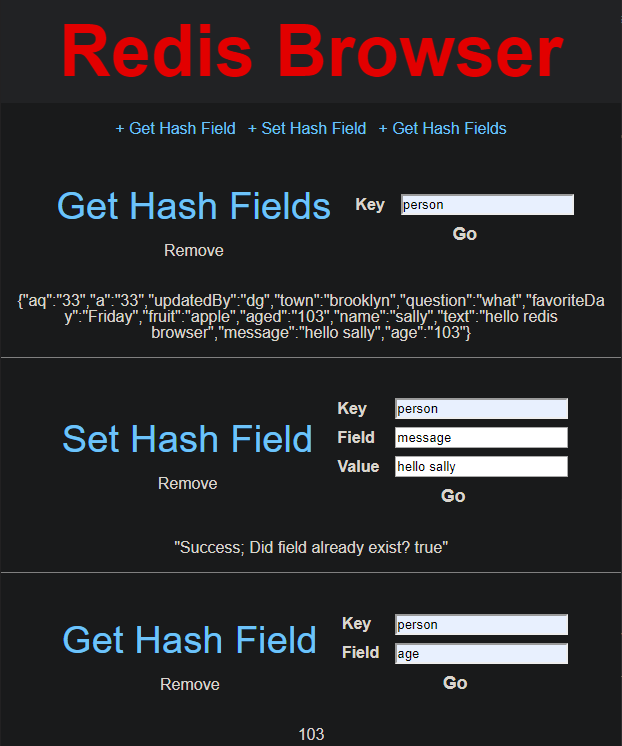 Redis Browser
+ Get Hash Field + Set Hash Field + Get Hash Fields
Get Hash Fields
Remove
Key person
Go
{"aq":"33","a":"33","updatedBy":"dg","town":"brooklyn","question":"what","favoriteDa
y":"Friday","fruit":"apple","aged":"103","name":"sally","text":"hello redis
browser","message":"hello sally","age":"103"}
Set Hash Field
Remove
Key person
Field message
Value hello sally
Go
"Success; Did field already exist? true"
Get Hash Field
Remove
Key person
Field age
Go
103